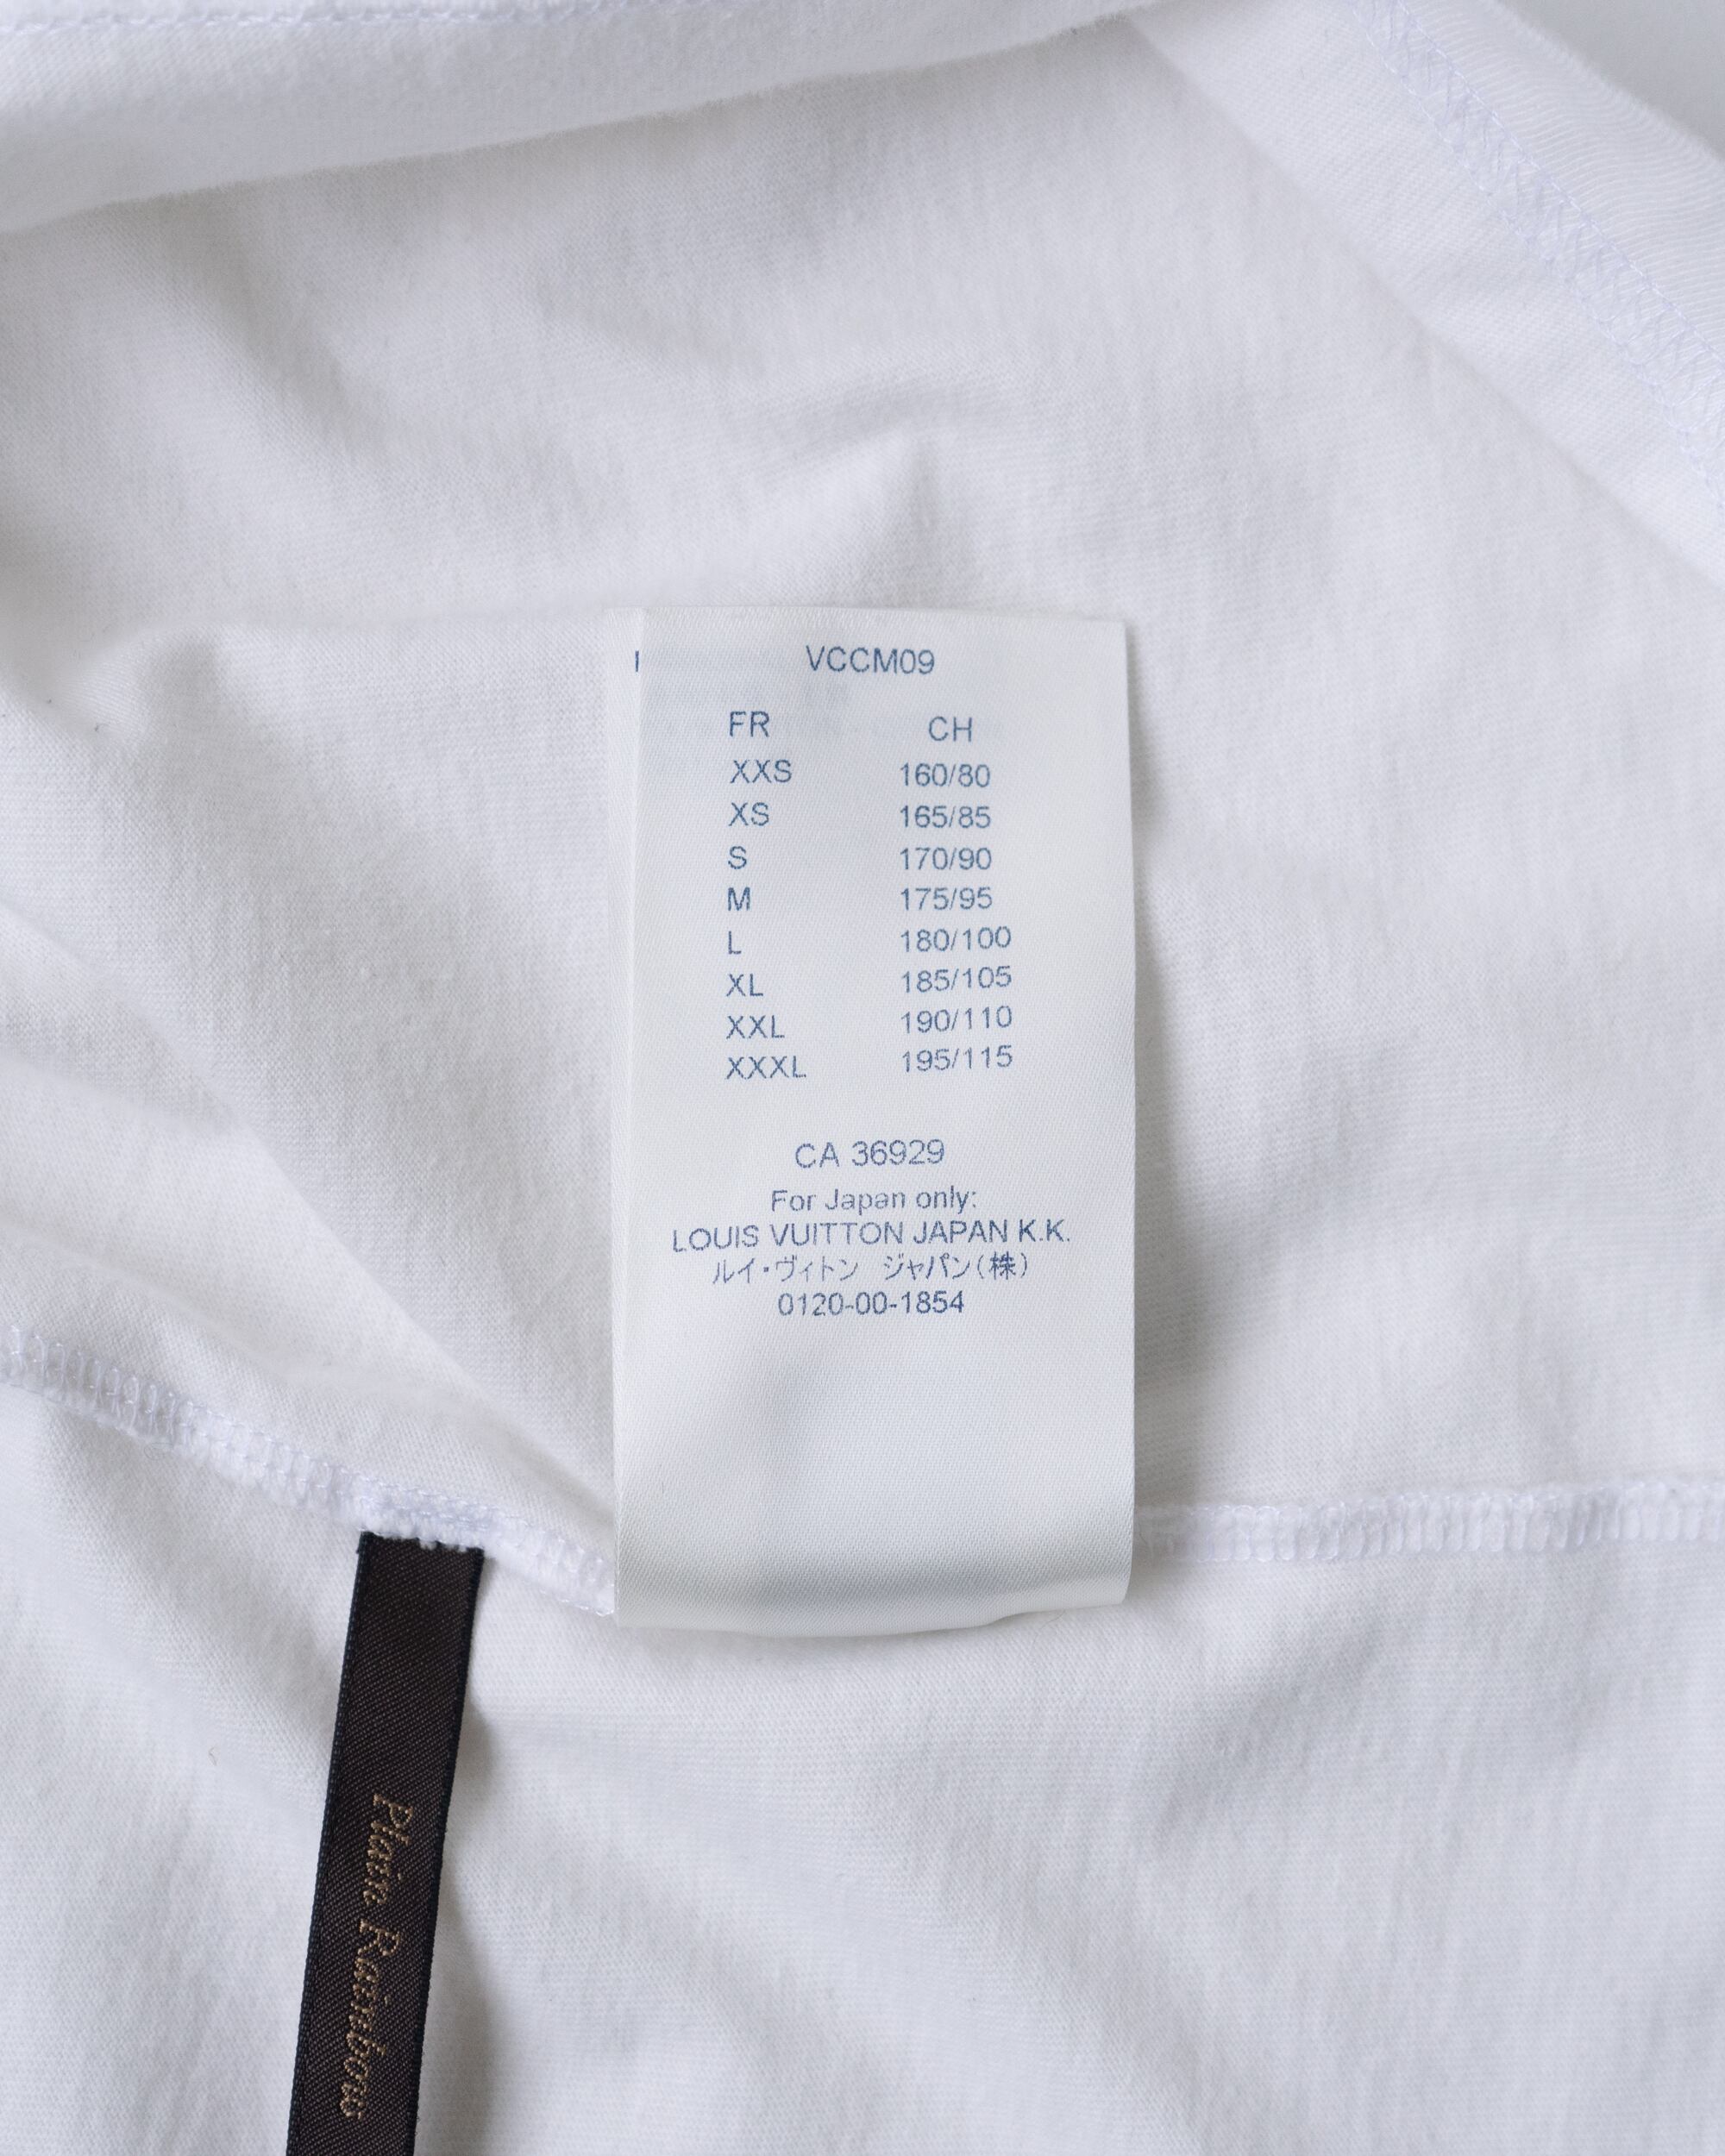 VCCM09
FR CH
XXS 160/80
XS 165/85
S 170/90
M 175/95
L 180/100
XL 185/105
XXL 190/110
XXXL 195/115
CA 36929
For Japan only:
LOUIS VUITTON JAPAN K.K.
ルイ・ヴィトン ジャパン(株)
0120-00-1854
Plain Rainbow